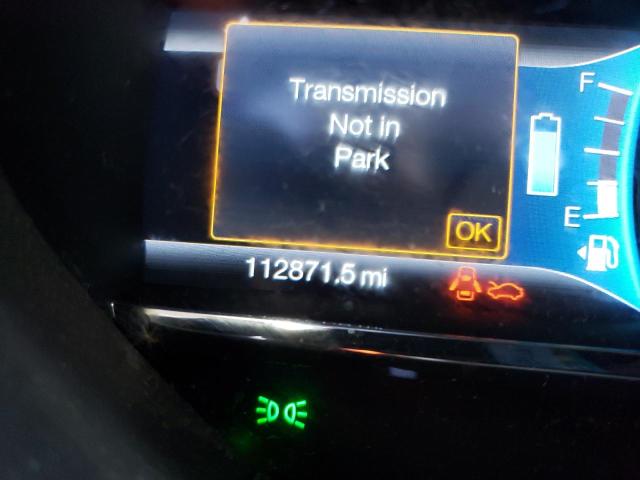 Transmission
Not in
Park
OK
F
E
112871.5 mi